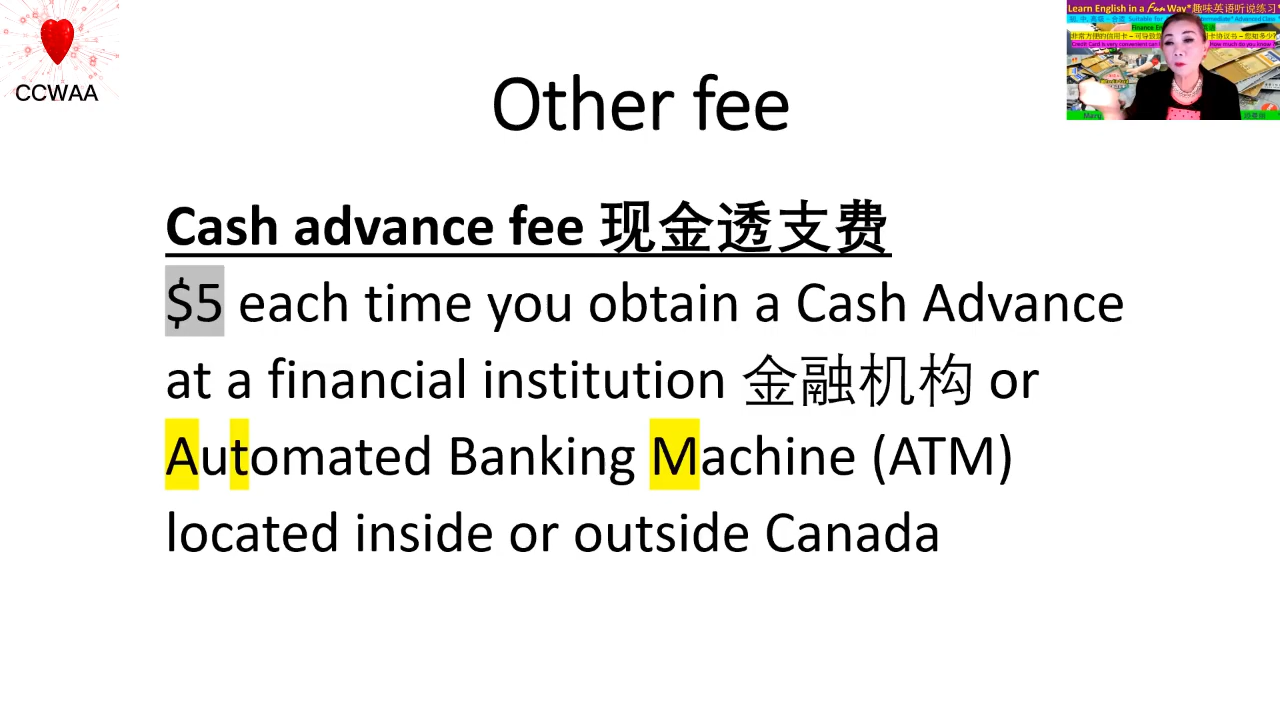 CCWAA
Other fee
Learn English in a Fun Way*趣味英语听说练习*
Cash advance fee 现金透支费
$5 each time you obtain a Cash Advance
at a financial institution 金融机构 or
Automated Banking Machine (ATM)
located inside or outside Canada